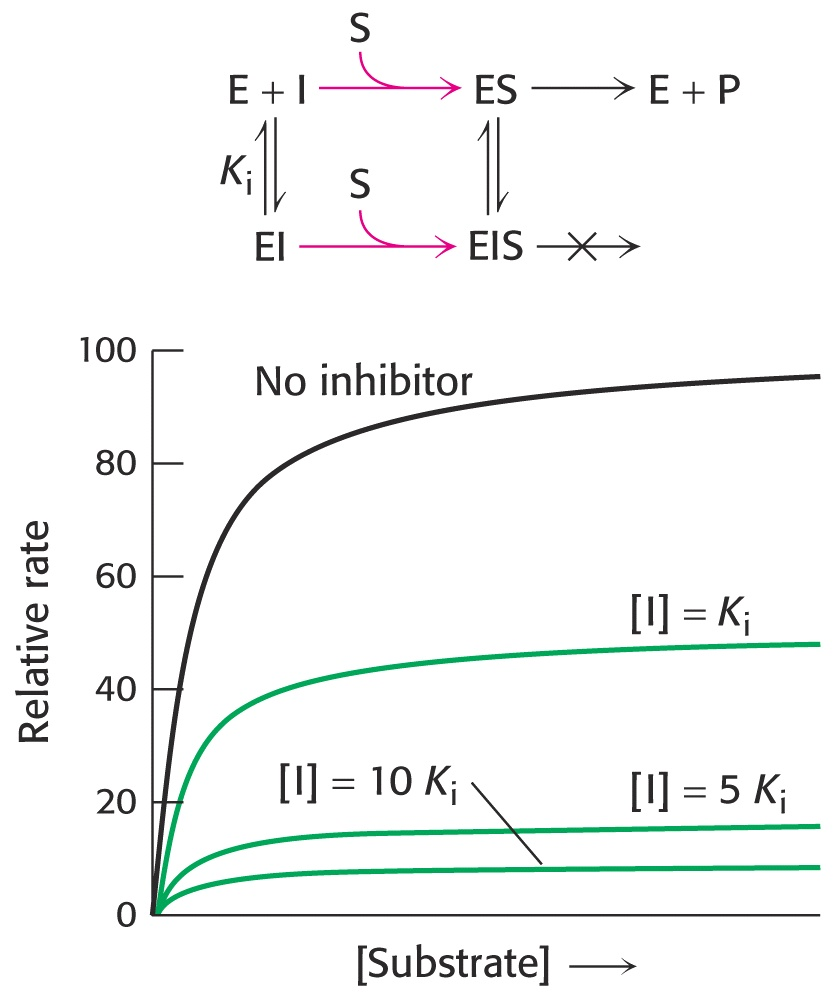 S
E + I ES E + P
Kᵢ
S
EI EIS
100
No inhibitor
80
60
[I] = Kᵢ
40
[I] = 10 Kᵢ
[I] = 5 Kᵢ
20
0
Relative rate
[Substrate]